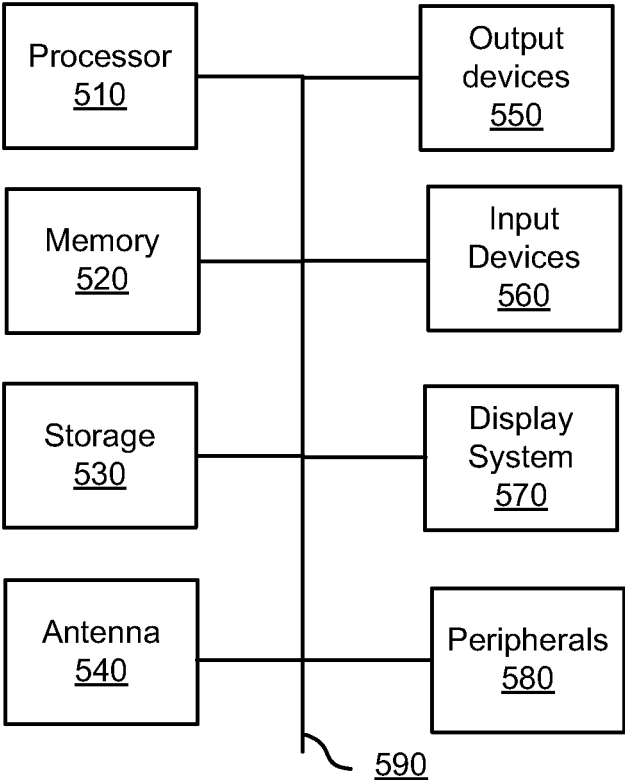 Processor
510
Output
devices
550
Memory
520
Input
Devices
560
Storage
530
Display
System
570
Antenna
540
Peripherals
580
590